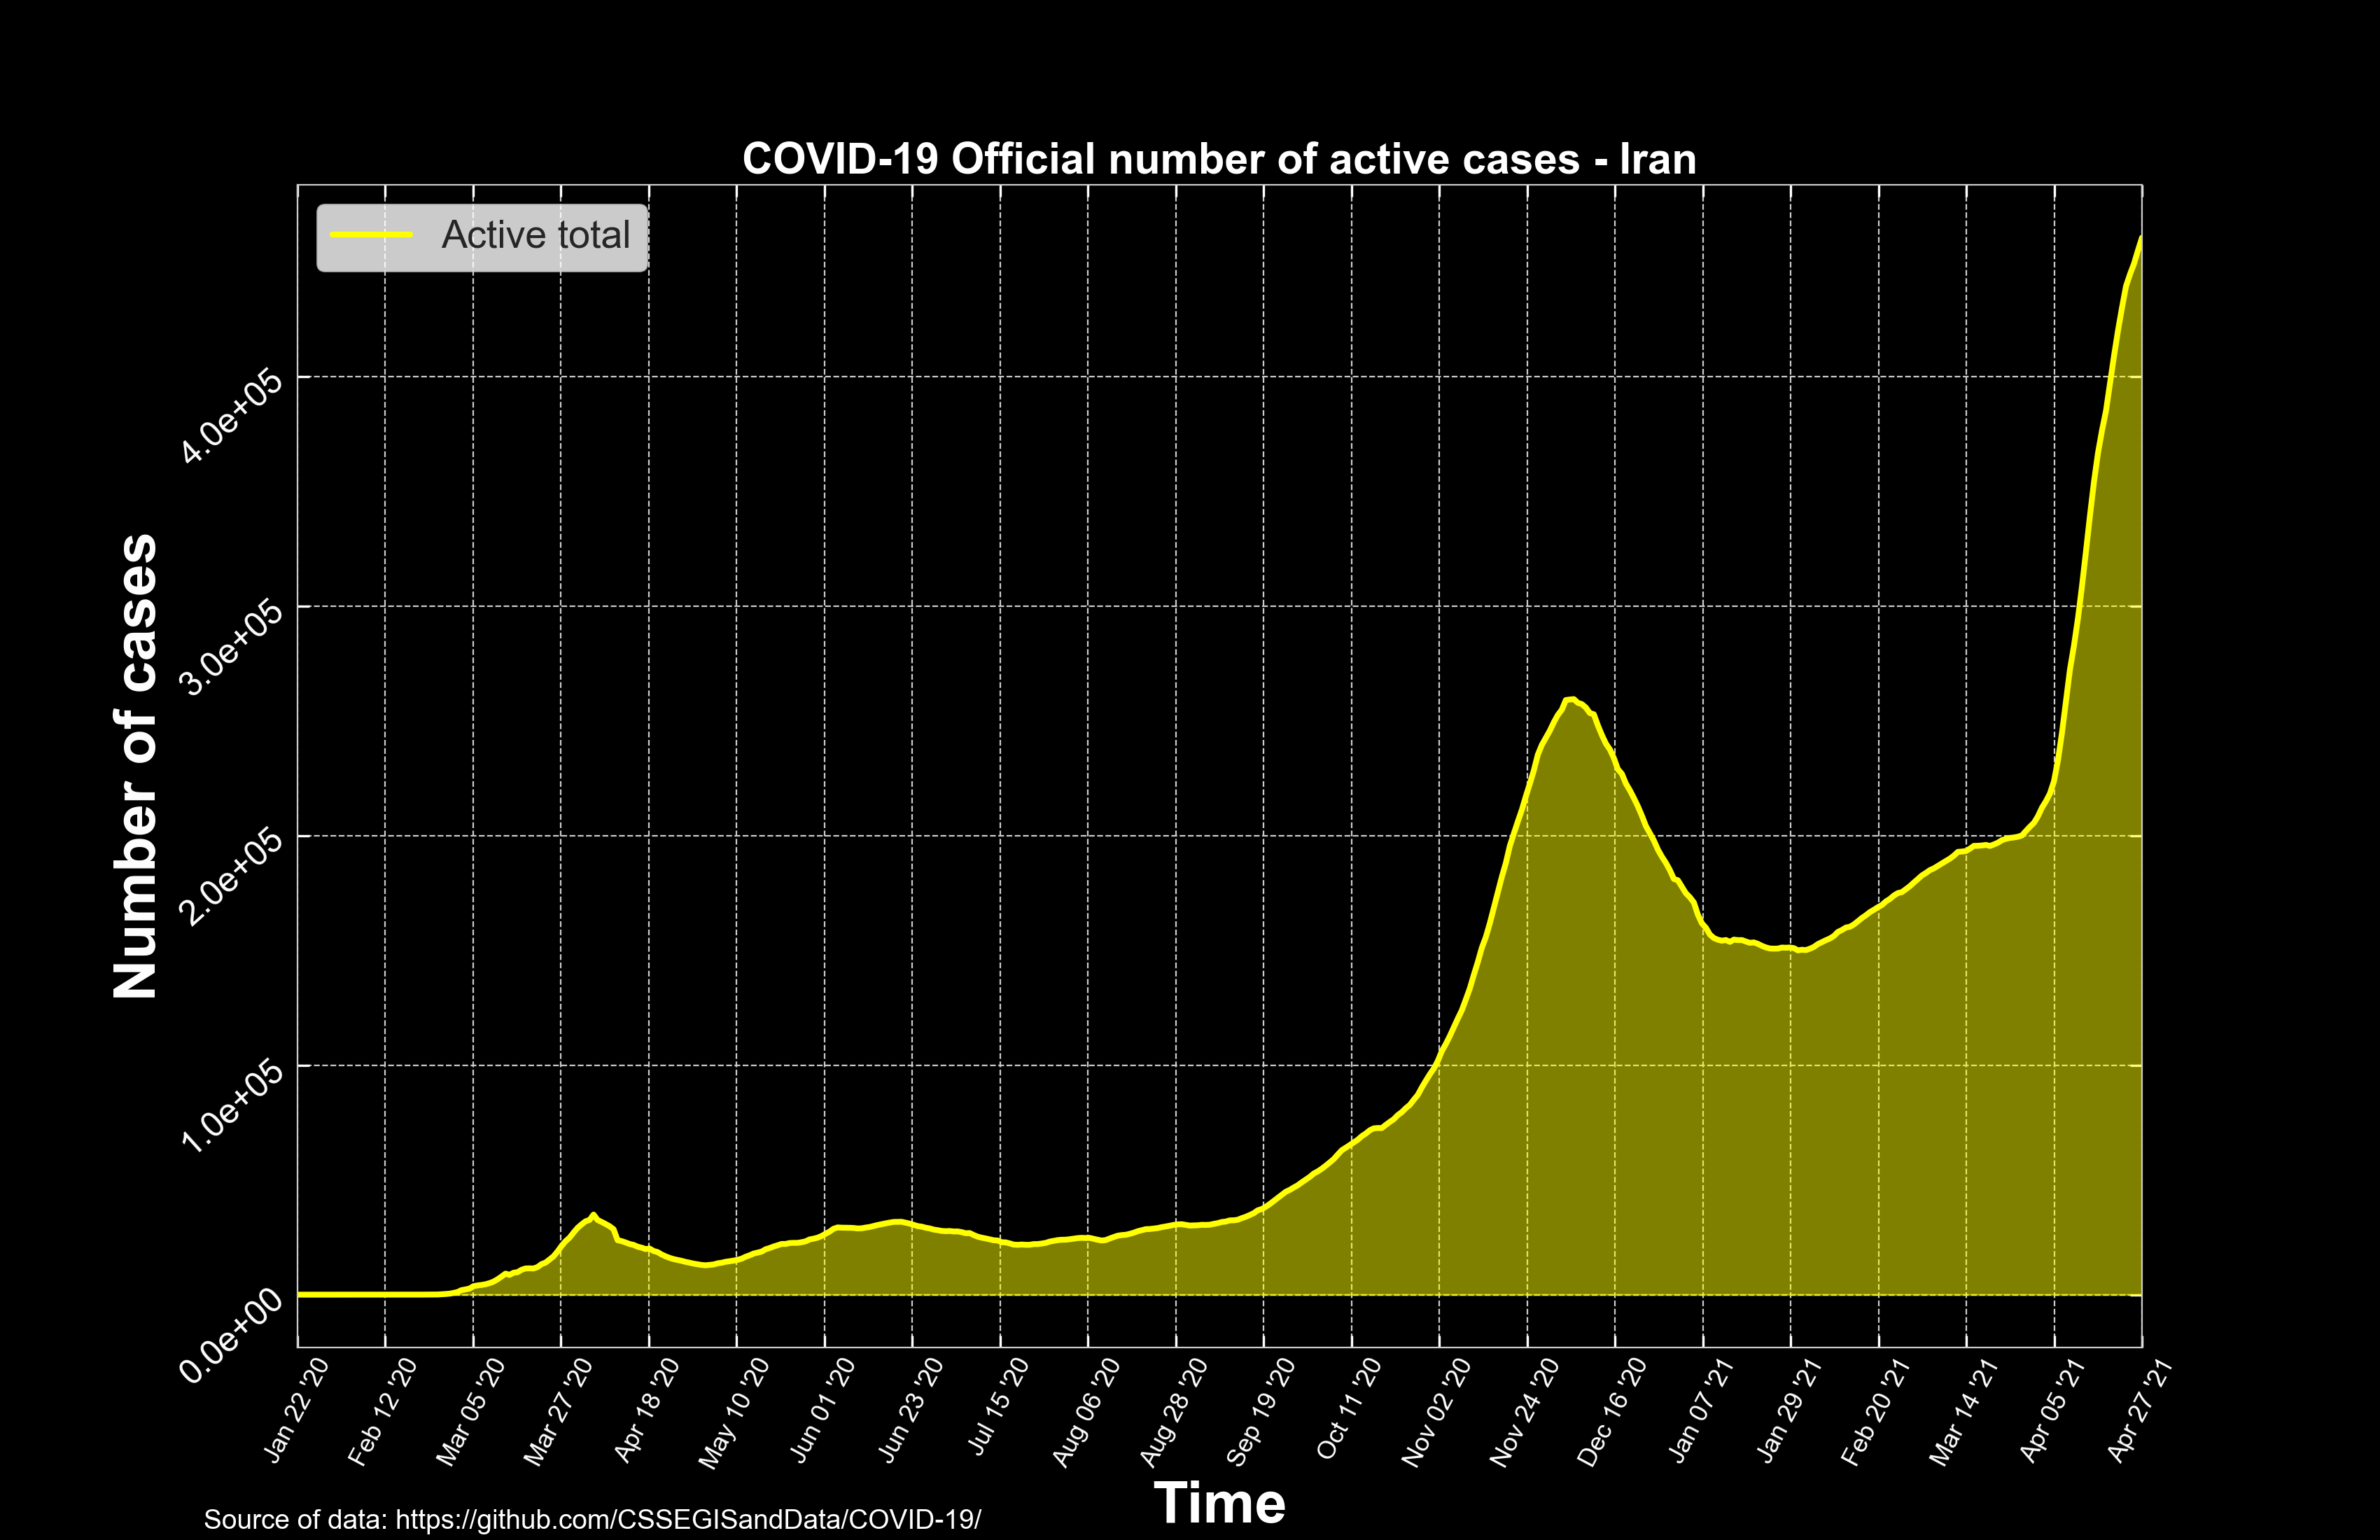 COVID-19 Official number of active cases - Iran
Active total
Number of cases
4.0e+05
3.0e+05
2.0e+05
1.0e+05
0.0e+00
Jan 22 '20
Feb 12 '20
Mar 05 '20
Mar 27 '20
Apr 18 '20
May 10 '20
Jun 01 '20
Jun 23 '20
Jul 15 '20
Aug 06 '20
Aug 28 '20
Sep 19 '20
Oct 11 '20
Nov 02 '20
Nov 24 '20
Dec 16 '20
Jan 07 '21
Jan 29 '21
Feb 20 '21
Mar 14 '21
Apr 05 '21
Apr 27 '21
Time
Source of data: https://github.com/CSSEGISandData/COVID-19/